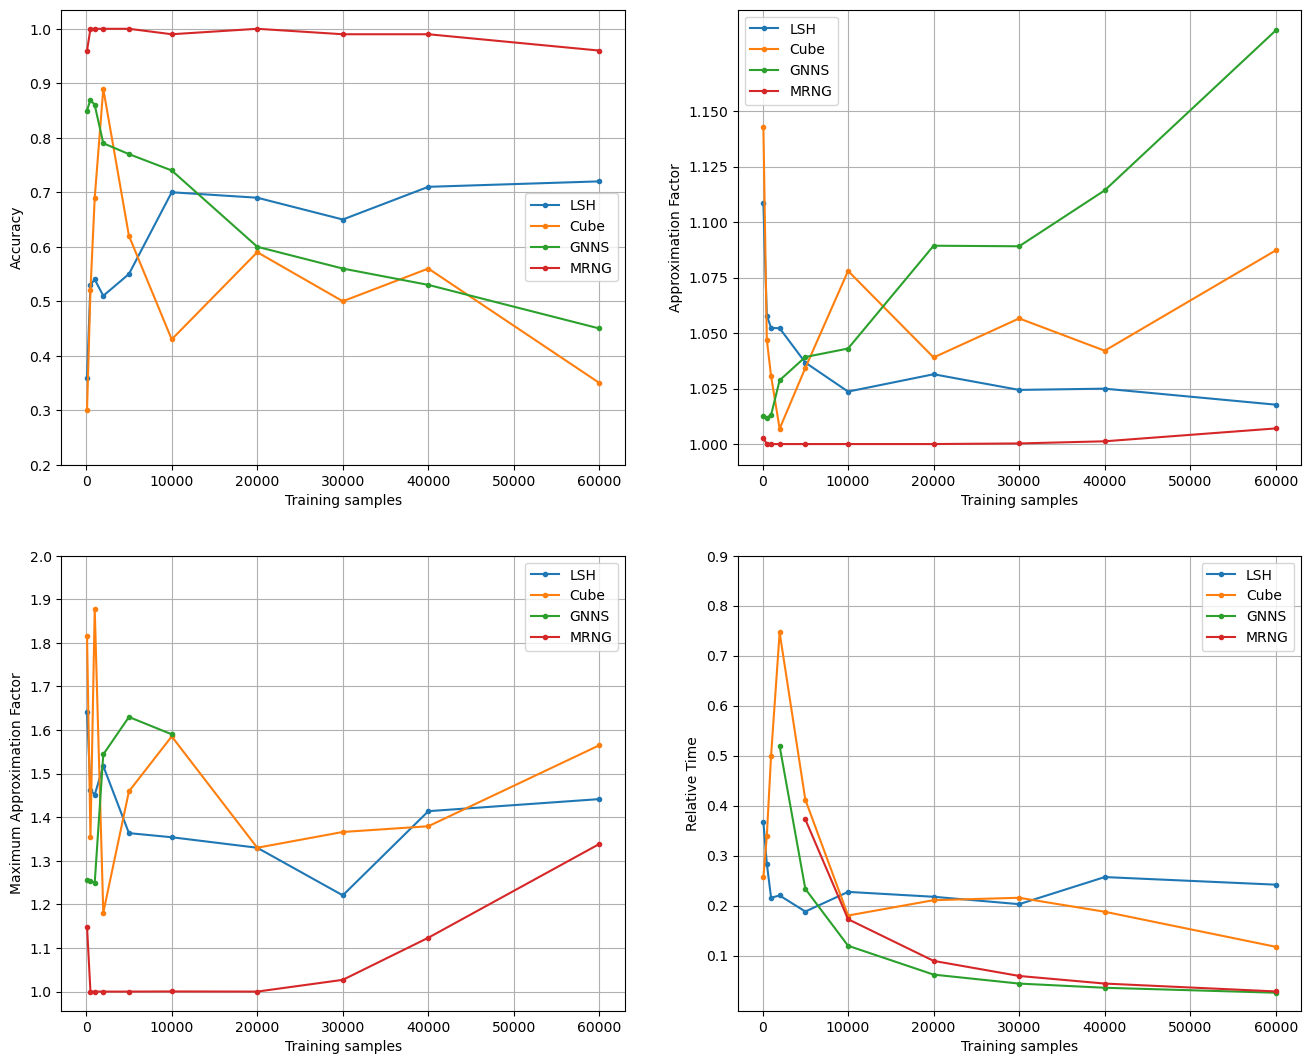 1.0
0.9
0.8
0.7
0.6
0.5
0.4
0.3
0.2
Accuracy
LSH
Cube
GNNS
MRNG
0 10000 20000 30000 40000 50000 60000
Training samples
LSH
Cube
GNNS
MRNG
1.150
1.125
1.100
1.075
1.050
1.025
1.000
Approximation Factor
0 10000 20000 30000 40000 50000 60000
Training samples
2.0
1.9
1.8
1.7
1.6
1.5
1.4
1.3
1.2
1.1
1.0
Maximum Approximation Factor
LSH
Cube
GNNS
MRNG
0 10000 20000 30000 40000 50000 60000
Training samples
0.9
0.8
0.7
0.6
0.5
0.4
0.3
0.2
0.1
Relative Time
LSH
Cube
GNNS
MRNG
0 10000 20000 30000 40000 50000 60000
Training samples